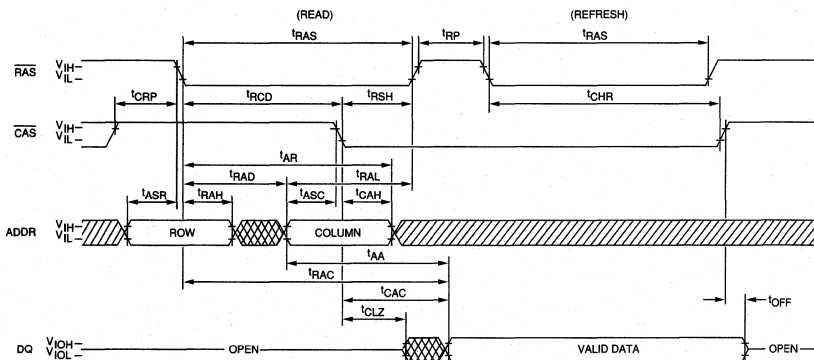 (READ) (REFRESH)
tRAS tRP tRAS
RAS VIH VIL
tCRP tRCD tRSH tCHR
CAS VIH VIL
tAR
tRAD tRAL
tASR tRAH tASC tCAH
ADDR VIH VIL ROW COLUMN
tAA
tRAC
tCAC
tCLZ tOFF
DQ VIOH VIOL OPEN VALID DATA OPEN